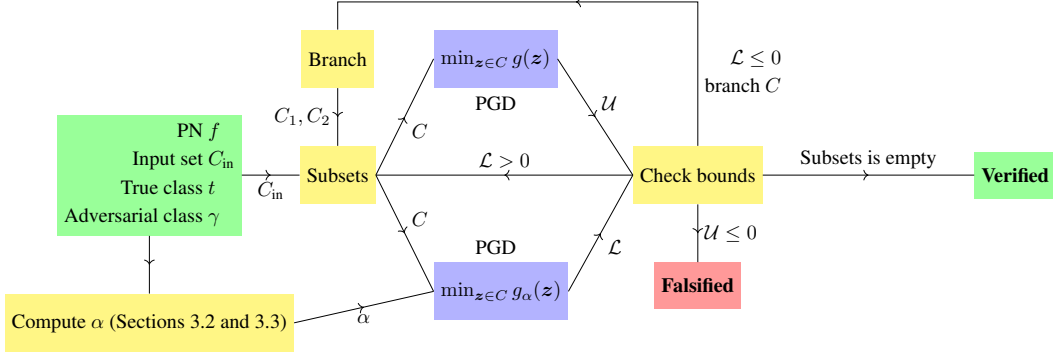 Branch
min_{z∈C} g(z)
PGD
ℒ ≤ 0
branch C
C₁, C₂
C
𝒰
PN f
Input set C_in
True class t
Adversarial class γ
C_in
Subsets
ℒ > 0
Check bounds
Subsets is empty
Verified
C
𝒰 ≤ 0
PGD
ℒ
min_{z∈C} g_α(z)
Falsified
Compute α (Sections 3.2 and 3.3)
α